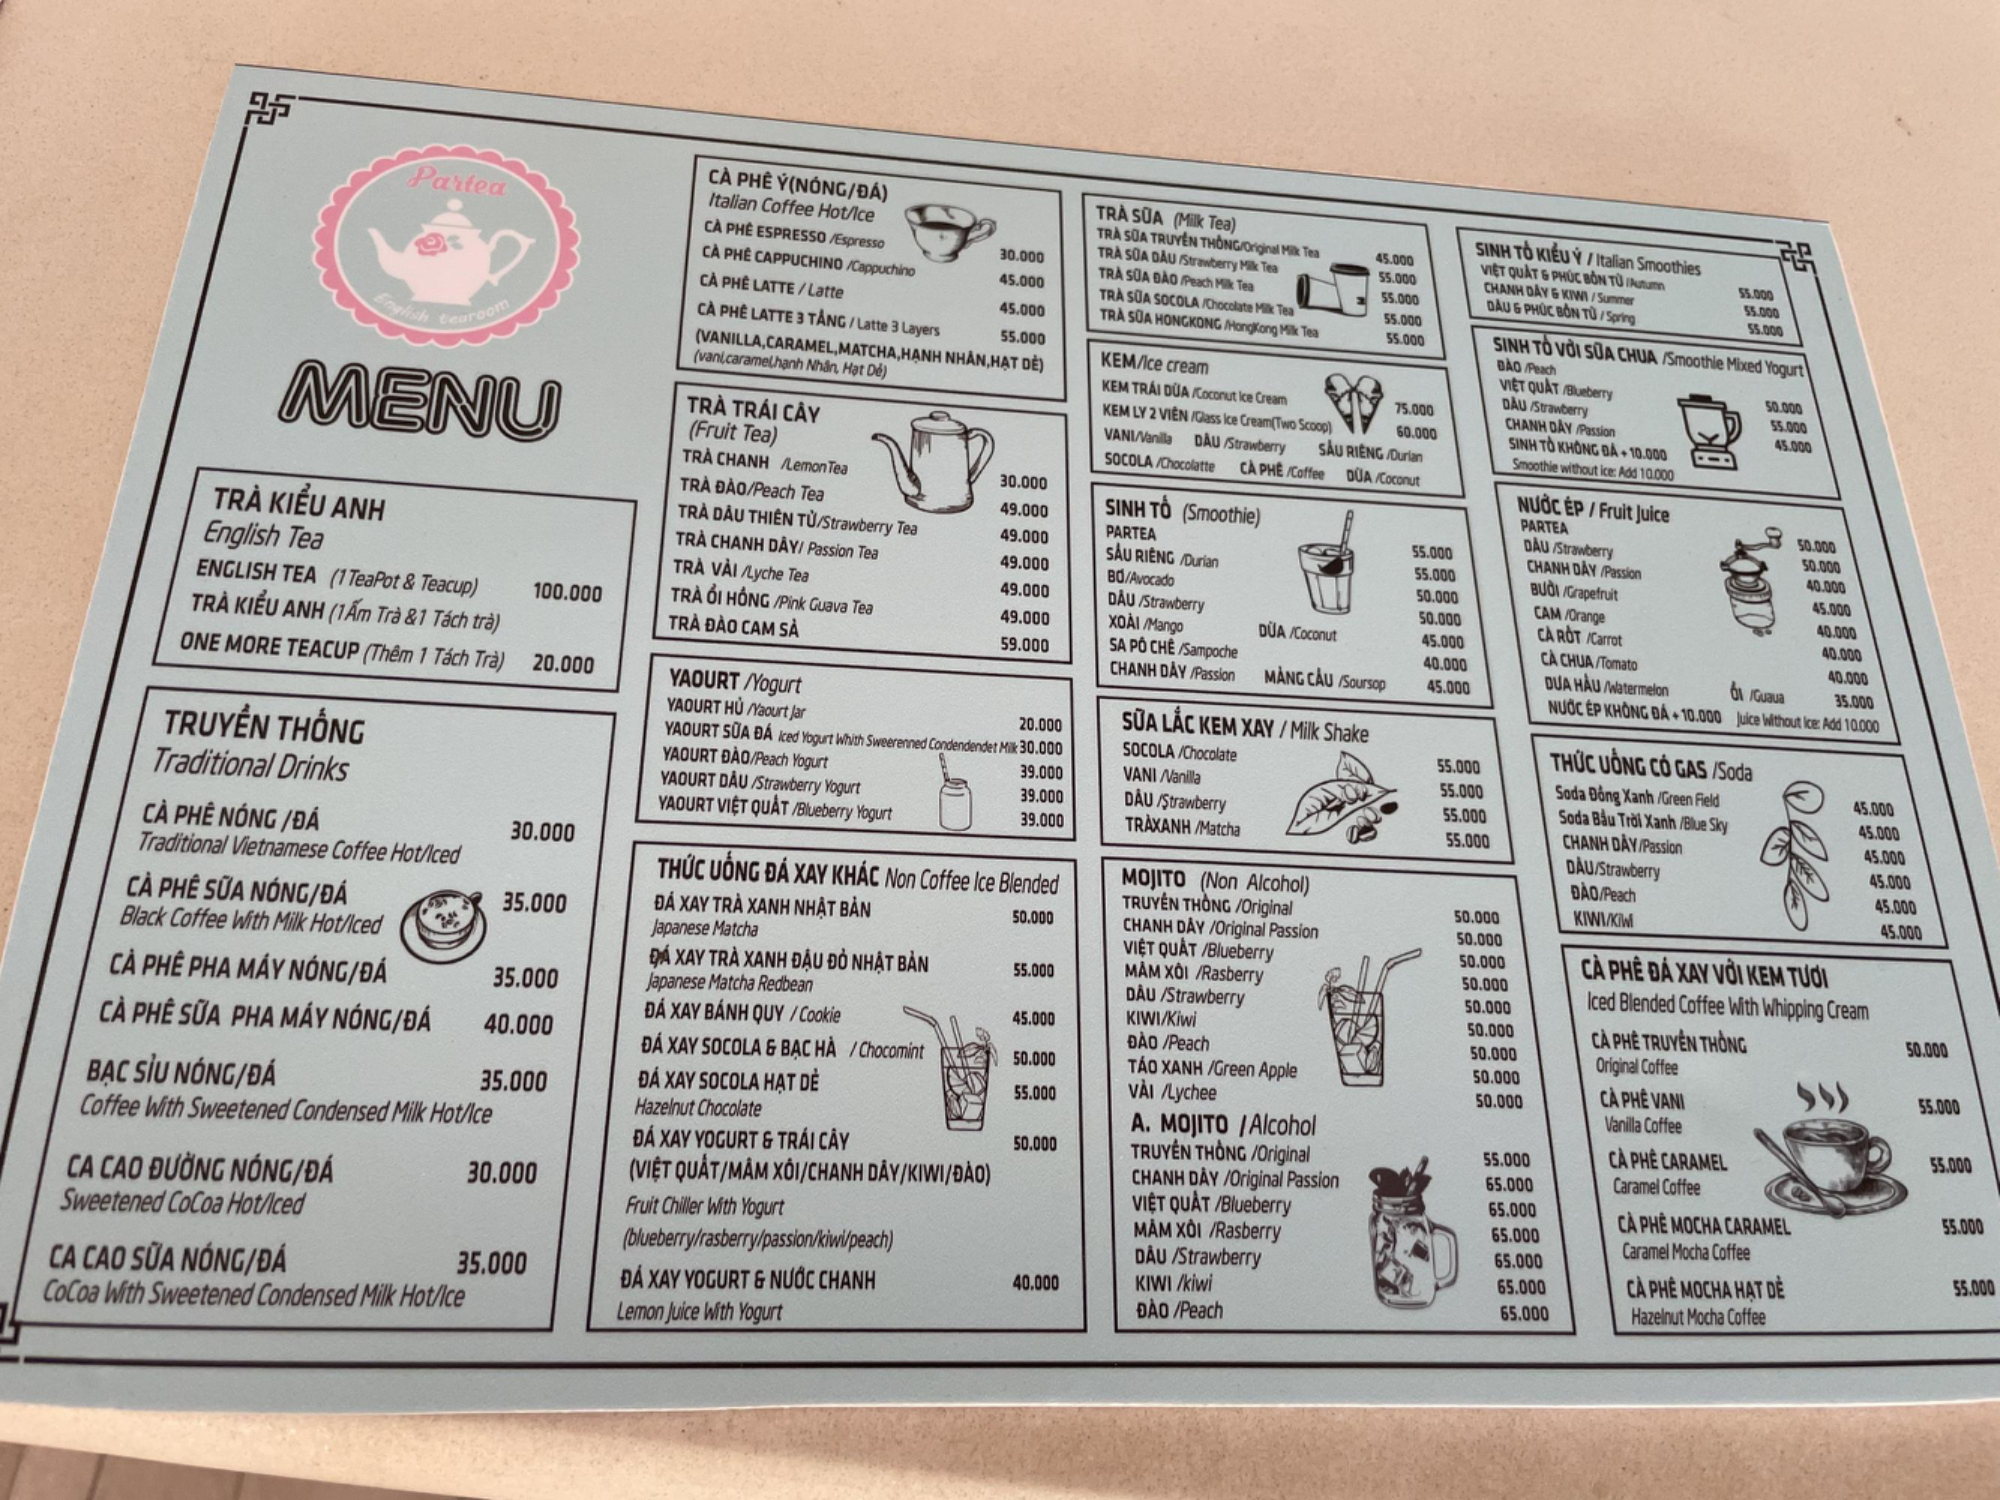 Partea
English tearoom
MENU
TRÀ KIỂU ANH
English Tea
ENGLISH TEA (1TeaPot & Teacup) 100.000
TRÀ KIỂU ANH (1Ấm Trà &1 Tách trà)
ONE MORE TEACUP (Thêm 1 Tách Trà) 20.000
TRUYỀN THỐNG
Traditional Drinks
CÀ PHÊ NÓNG /ĐÁ 30.000
Traditional Vietnamese Coffee Hot/Iced
CÀ PHÊ SỮA NÓNG/ĐÁ 35.000
Black Coffee With Milk Hot/Iced
CÀ PHÊ PHA MÁY NÓNG/ĐÁ 35.000
CÀ PHÊ SỮA PHA MÁY NÓNG/ĐÁ 40.000
BẠC SỈU NÓNG/ĐÁ 35.000
Coffee With Sweetened Condensed Milk Hot/Ice
CA CAO ĐƯỜNG NÓNG/ĐÁ 30.000
Sweetened CoCoa Hot/Iced
CA CAO SỮA NÓNG/ĐÁ 35.000
CoCoa With Sweetened Condensed Milk Hot/Ice
CÀ PHÊ Ý(NÓNG/ĐÁ)
Italian Coffee Hot/Ice
CÀ PHÊ ESPRESSO /Espresso 30.000
CÀ PHÊ CAPPUCHINO /Cappuchino 45.000
CÀ PHÊ LATTE / Latte 45.000
CÀ PHÊ LATTE 3 TẦNG / Latte 3 Layers 55.000
(VANILLA,CARAMEL,MATCHA,HẠNH NHÂN,HẠT DẺ)
(vani,caramel,hạnh Nhân, Hạt Dẻ)
TRÀ TRÁI CÂY
(Fruit Tea)
TRÀ CHANH /LemonTea 30.000
TRÀ ĐÀO/Peach Tea 49.000
TRÀ DÂU THIÊN TỬ/Strawberry Tea 49.000
TRÀ CHANH DÂY/ Passion Tea 49.000
TRÀ VẢI /Lyche Tea 49.000
TRÀ ỔI HỒNG /Pink Guava Tea 49.000
TRÀ ĐÀO CAM SẢ 59.000
YAOURT /Yogurt
YAOURT HỦ /Yaourt Jar 20.000
YAOURT SỮA ĐÁ Iced Yogurt Whith Sweerenned Condendendet Milk 30.000
YAOURT ĐÀO/Peach Yogurt 39.000
YAOURT DÂU /Strawberry Yogurt 39.000
YAOURT VIỆT QUẤT /Blueberry Yogurt 39.000
THỨC UỐNG ĐÁ XAY KHÁC Non Coffee Ice Blended
ĐÁ XAY TRÀ XANH NHẬT BẢN 50.000
Japanese Matcha
ĐÁ XAY TRÀ XANH ĐẬU ĐỎ NHẬT BẢN 55.000
Japanese Matcha Redbean
ĐÁ XAY BÁNH QUY / Cookie 45.000
ĐÁ XAY SOCOLA & BẠC HÀ / Chocomint 50.000
ĐÁ XAY SOCOLA HẠT DẺ 55.000
Hazelnut Chocolate
ĐÁ XAY YOGURT & TRÁI CÂY 50.000
(VIỆT QUẤT/MÂM XÔI/CHANH DÂY/KIWI/ĐÀO)
Fruit Chiller With Yogurt
(blueberry/rasberry/passion/kiwi/peach)
ĐÁ XAY YOGURT & NƯỚC CHANH 40.000
Lemon Juice With Yogurt
TRÀ SỮA (Milk Tea)
TRÀ SỮA TRUYỀN THỐNG/Original Milk Tea 45.000
TRÀ SỮA DÂU /Strawberry Milk Tea 55.000
TRÀ SỮA ĐÀO /Peach Milk Tea 55.000
TRÀ SỮA SOCOLA /Chocolate Milk Tea 55.000
TRÀ SỮA HONGKONG /HongKong Milk Tea 55.000
KEM/Ice cream
KEM TRÁI DỪA /Coconut Ice Cream 75.000
KEM LY 2 VIÊN /Glass Ice Cream(Two Scoop) 60.000
VANI/Vanilla DÂU /Strawberry SẦU RIÊNG /Durian
SOCOLA /Chocolatte CÀ PHÊ /Coffee DỪA /Coconut
SINH TỐ (Smoothie)
PARTEA 55.000
SẦU RIÊNG /Durian 55.000
BƠ/Avocado 50.000
DÂU /Strawberry 50.000
XOÀI /Mango DỪA /Coconut 45.000
SA PÔ CHÊ /Sampoche 40.000
CHANH DÂY /Passion MÃNG CẦU /Soursop 45.000
SỮA LẮC KEM XAY / Milk Shake
SOCOLA /Chocolate 55.000
VANI /Vanilla 55.000
DÂU /Strawberry 55.000
TRÀXANH /Matcha 55.000
MOJITO (Non Alcohol)
TRUYỀN THỐNG /Original 50.000
CHANH DÂY /Original Passion 50.000
VIỆT QUẤT /Blueberry 50.000
MÂM XÔI /Rasberry 50.000
DÂU /Strawberry 50.000
KIWI/Kiwi 50.000
ĐÀO /Peach 50.000
TÁO XANH /Green Apple 50.000
VẢI /Lychee 50.000
A. MOJITO /Alcohol
TRUYỀN THỐNG /Original 55.000
CHANH DÂY /Original Passion 65.000
VIỆT QUẤT /Blueberry 65.000
MÂM XÔI /Rasberry 65.000
DÂU /Strawberry 65.000
KIWI /kiwi 65.000
ĐÀO /Peach 65.000
SINH TỐ KIỂU Ý / Italian Smoothies
VIỆT QUẤT & PHÚC BỒN TỬ /Autumn 55.000
CHANH DÂY & KIWI / Summer 55.000
DÂU & PHÚC BỒN TỬ / Spring 55.000
SINH TỐ VỚI SỮA CHUA /Smoothie Mixed Yogurt
ĐÀO /Peach
VIỆT QUẤT /Blueberry 50.000
DÂU /Strawberry 55.000
CHANH DÂY /Passion 45.000
SINH TỐ KHÔNG ĐÁ + 10.000
Smoothie without ice: Add 10.000
NƯỚC ÉP / Fruit Juice
PARTEA 50.000
DÂU /Strawberry 50.000
CHANH DÂY /Passion 40.000
BƯỞI /Grapefruit 45.000
CAM /Orange 40.000
CÀ RỐT /Carrot 40.000
CÀ CHUA /Tomato 40.000
DƯA HẤU /Watermelon ỔI /Guaua 35.000
NƯỚC ÉP KHÔNG ĐÁ + 10.000 Juice Without Ice: Add 10.000
THỨC UỐNG CÓ GAS /Soda
Soda Đồng Xanh /Green Field 45.000
Soda Bầu Trời Xanh /Blue Sky 45.000
CHANH DÂY/Passion 45.000
DÂU/Strawberry 45.000
ĐÀO/Peach 45.000
KIWI/Kiwi 45.000
CÀ PHÊ ĐÁ XAY VỚI KEM TƯƠI
Iced Blended Coffee With Whipping Cream
CÀ PHÊ TRUYỀN THỐNG 50.000
Original Coffee
CÀ PHÊ VANI 55.000
Vanilla Coffee
CÀ PHÊ CARAMEL 55.000
Caramel Coffee
CÀ PHÊ MOCHA CARAMEL 55.000
Caramel Mocha Coffee
CÀ PHÊ MOCHA HẠT DẺ 55.000
Hazelnut Mocha Coffee